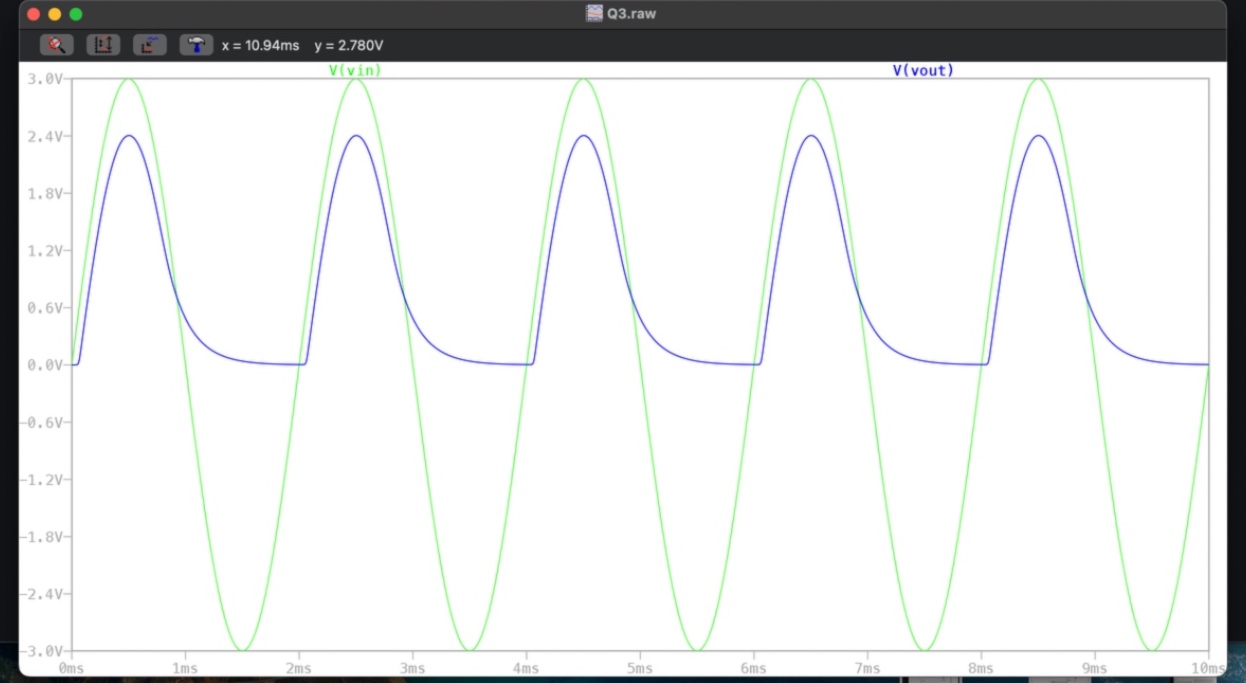 Q3.raw
x = 10.94ms y = 2.780V
V(vin) V(vout)
3.0V
2.4V
1.8V
1.2V
0.6V
0.0V
-0.6V
-1.2V
-1.8V
-2.4V
-3.0V
0ms 1ms 2ms 3ms 4ms 5ms 6ms 7ms 8ms 9ms 10ms